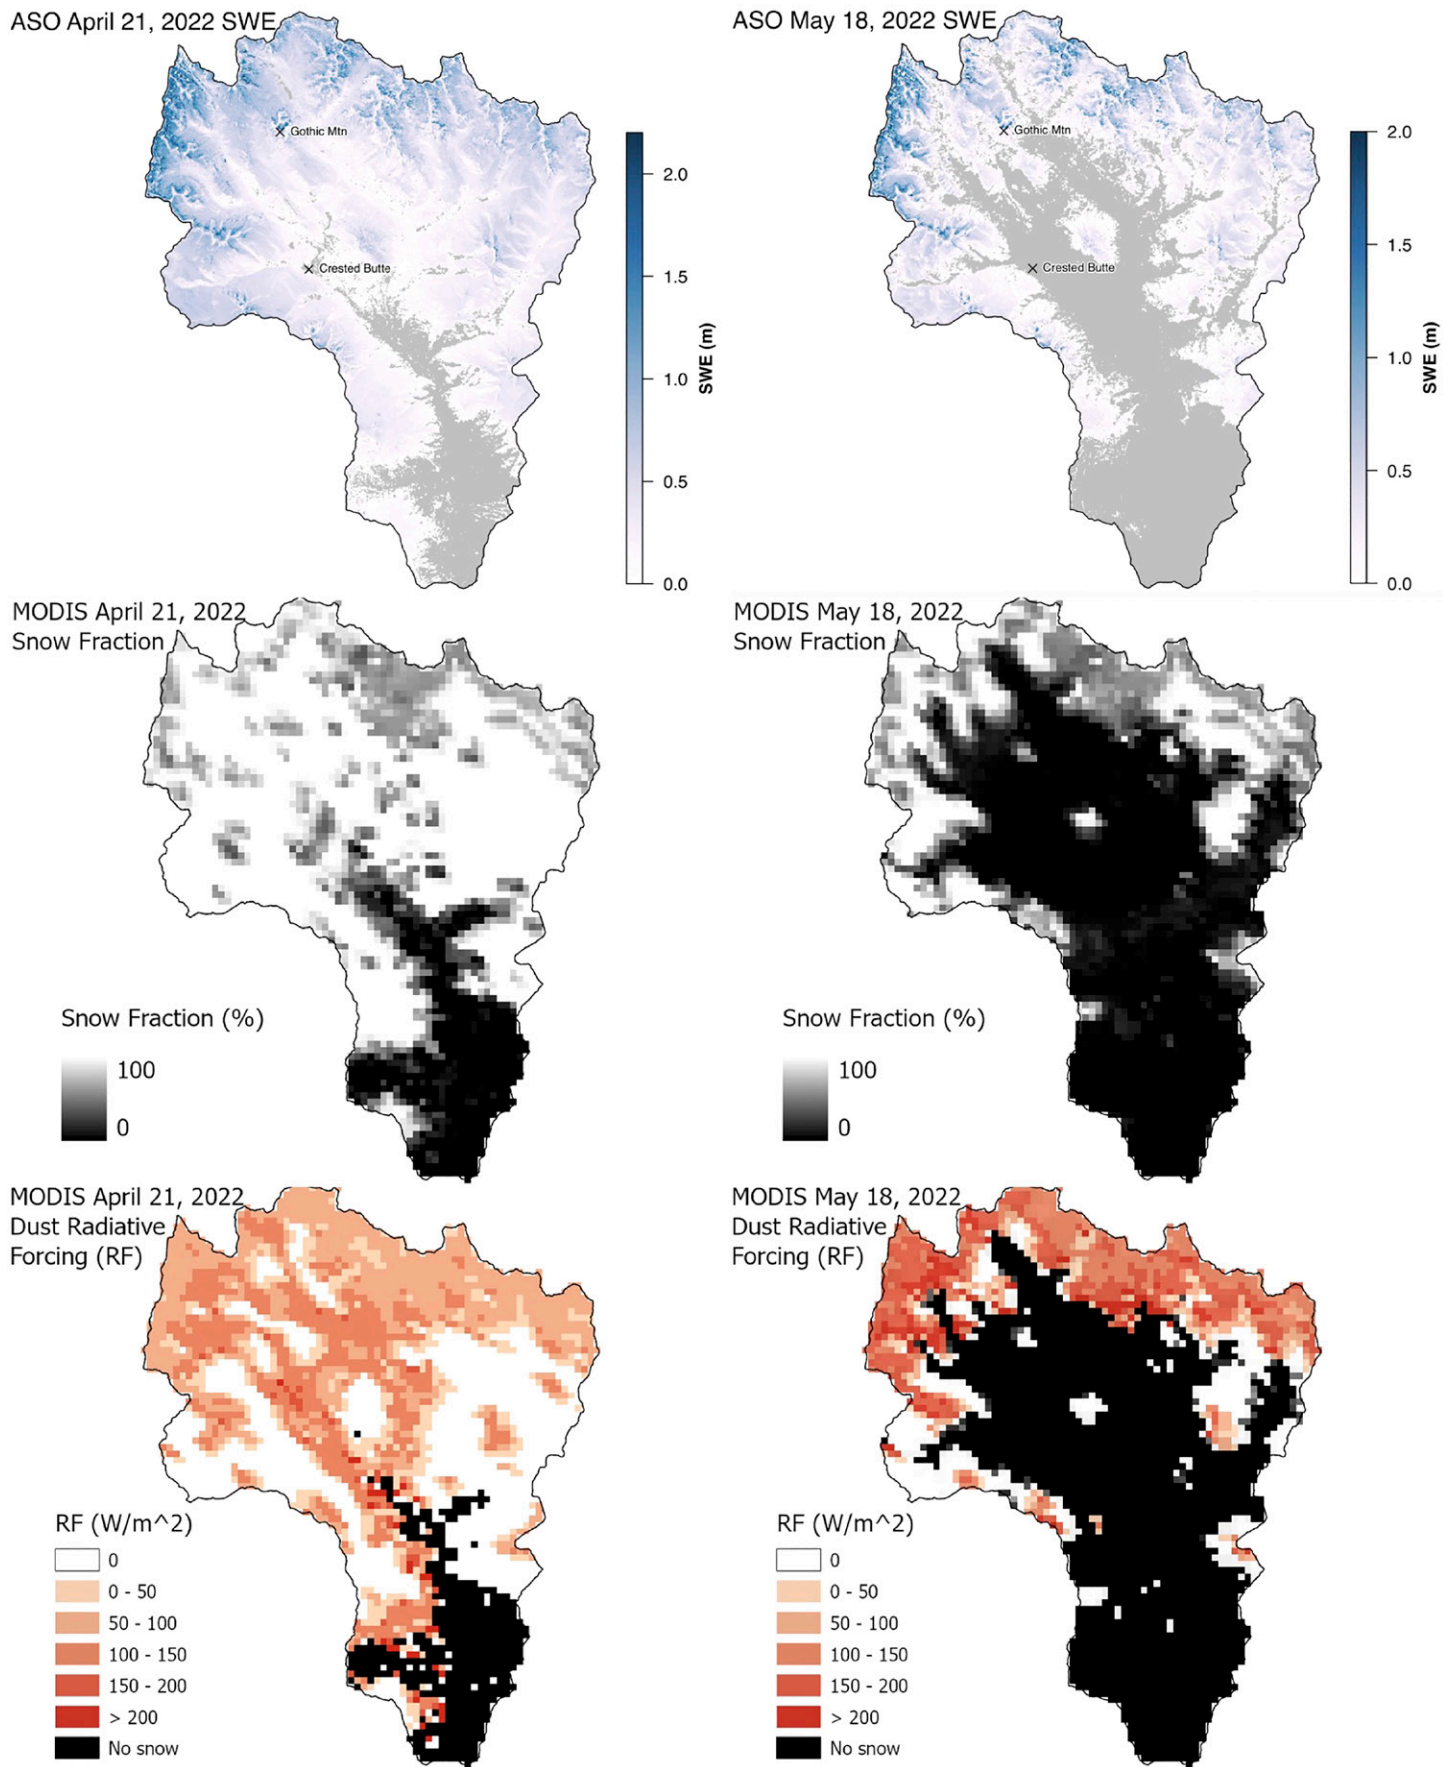 ASO April 21, 2022 SWE
Gothic Mtn
Crested Butte
2.0
1.5
1.0
0.5
0.0
SWE (m)
ASO May 18, 2022 SWE
Gothic Mtn
Crested Butte
2.0
1.5
1.0
0.5
0.0
SWE (m)
MODIS April 21, 2022
Snow Fraction
Snow Fraction (%)
100
0
MODIS May 18, 2022
Snow Fraction
Snow Fraction (%)
100
0
MODIS April 21, 2022
Dust Radiative
Forcing (RF)
RF (W/m^2)
0
0 - 50
50 - 100
100 - 150
150 - 200
> 200
No snow
MODIS May 18, 2022
Dust Radiative
Forcing (RF)
RF (W/m^2)
0
0 - 50
50 - 100
100 - 150
150 - 200
> 200
No snow